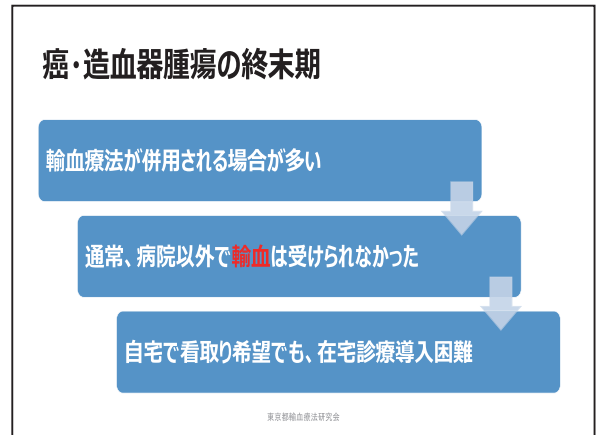 癌・造血器腫瘍の終末期
輸血療法が併用される場合が多い
通常、病院以外で輸血は受けられなかった
自宅で看取り希望でも、在宅診療導入困難
東京都輸血療法研究会